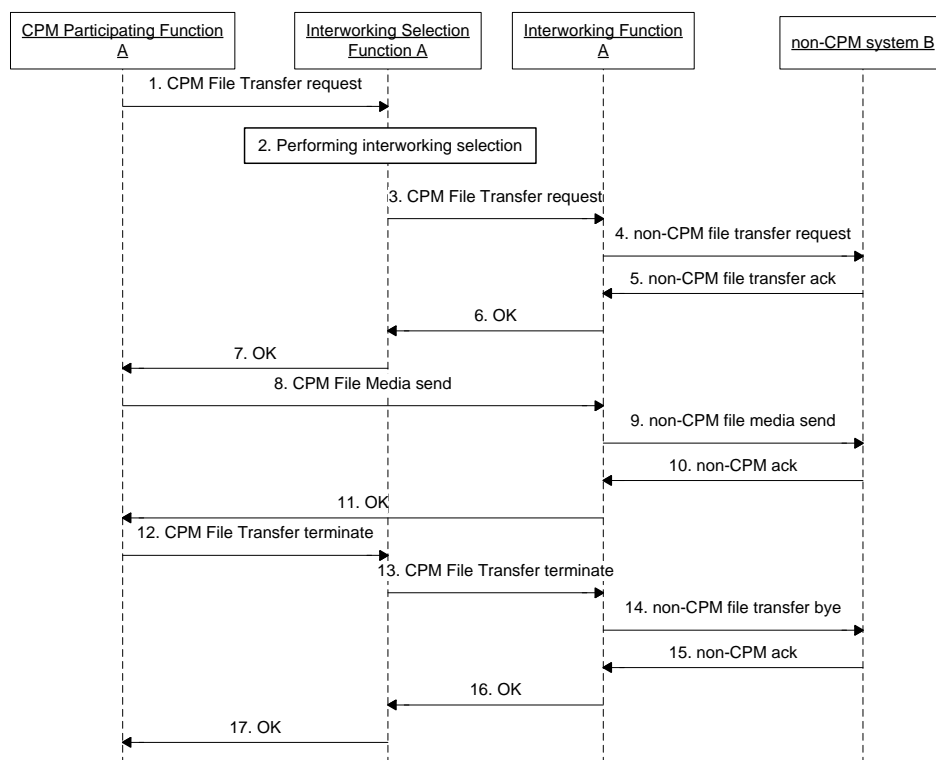 CPM Participating Function
A
Interworking Selection
Function A
Interworking Function
A
non-CPM system B
1. CPM File Transfer request
2. Performing interworking selection
3. CPM File Transfer request
4. non-CPM file transfer request
5. non-CPM file transfer ack
6. OK
7. OK
8. CPM File Media send
9. non-CPM file media send
10. non-CPM ack
11. OK
12. CPM File Transfer terminate
13. CPM File Transfer terminate
14. non-CPM file transfer bye
15. non-CPM ack
16. OK
17. OK